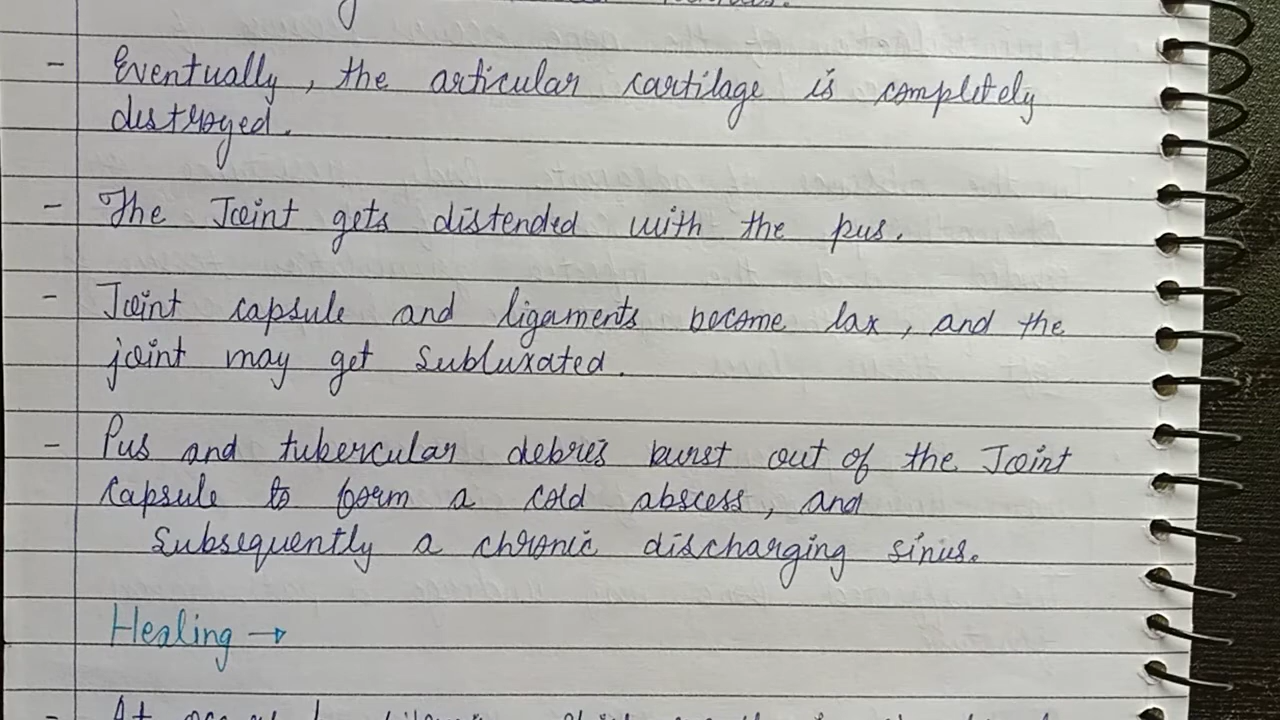 - Eventually, the articular cartilage is completely
destroyed.
- The Joint gets distended with the pus.
- Joint capsule and ligaments become lax, and the
joint may get subluxated.
- Pus and tubercular debris burst out of the Joint
capsule to form a cold abscess, and
subsequently a chronic discharging sinus.
Healing →
- At